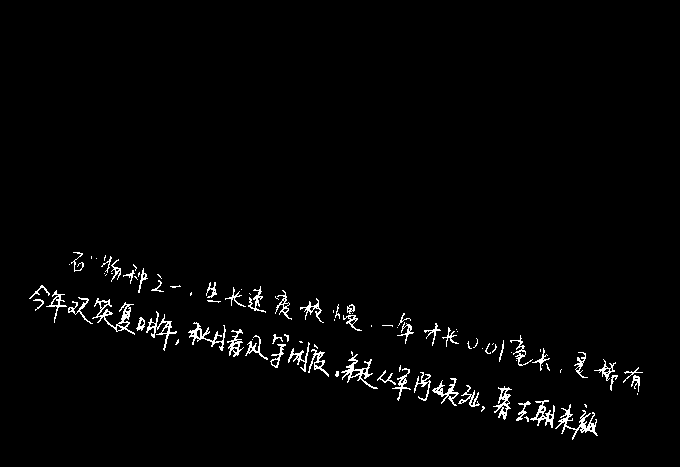 石”物种之一，生长速度极慢，一年才长0.01毫米，是稀有
今年欢笑复明年，秋月春风等闲度。弟走从军阿姨死，暮去朝来颜